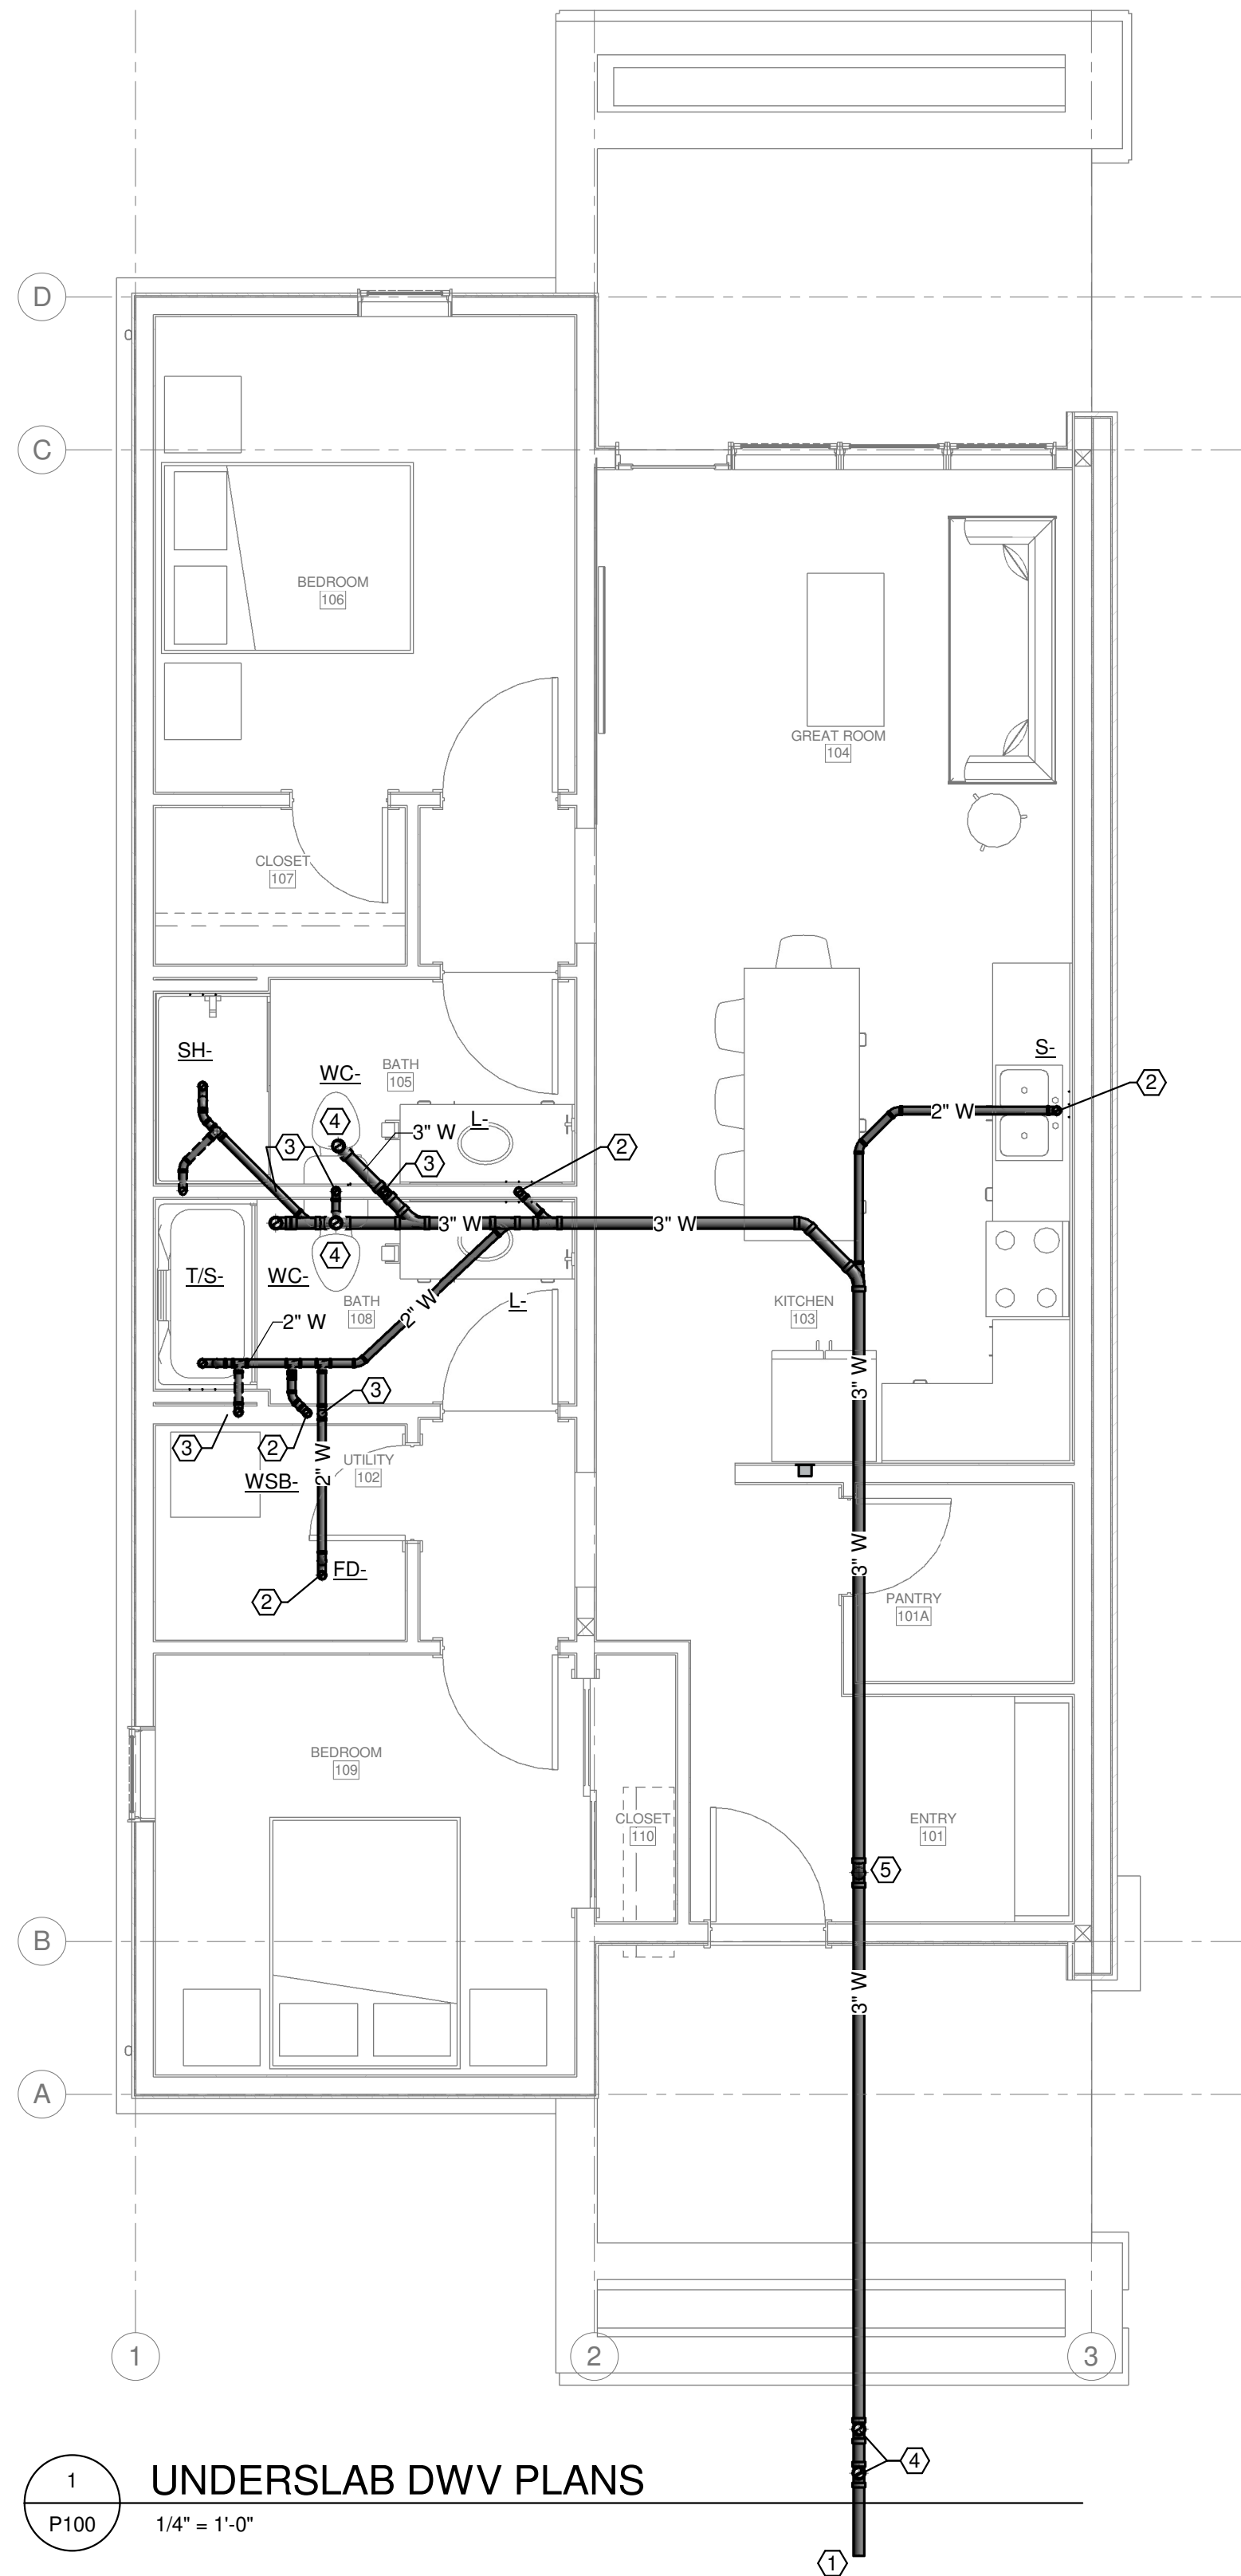 D
C
BEDROOM
106
GREAT ROOM
104
CLOSET
107
SH-
WC-
BATH
105
L-
S-
2
4
3" W
3
3
2
2" W
3" W
3" W
4
T/S-
WC-
BATH
108
L-
KITCHEN
103
2" W
2" W
3" W
3
3
2
UTILITY
102
WSB-
2" W
FD-
2
3" W
PANTRY
101A
BEDROOM
109
CLOSET
110
ENTRY
101
5
B
3" W
A
1
2
3
4
1
P100
UNDERSLAB DWV PLANS
1/4" = 1'-0"
1